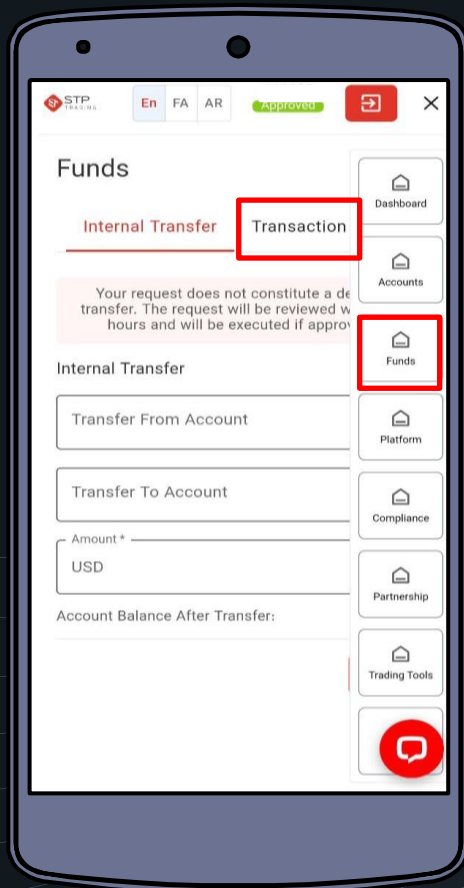 STP
TRADING
En FA AR
Approved
Funds
Internal Transfer Transaction
Your request does not constitute a de
transfer. The request will be reviewed w
hours and will be executed if approv
Internal Transfer
Transfer From Account
Transfer To Account
Amount *
USD
Account Balance After Transfer:
Dashboard
Accounts
Funds
Platform
Compliance
Partnership
Trading Tools